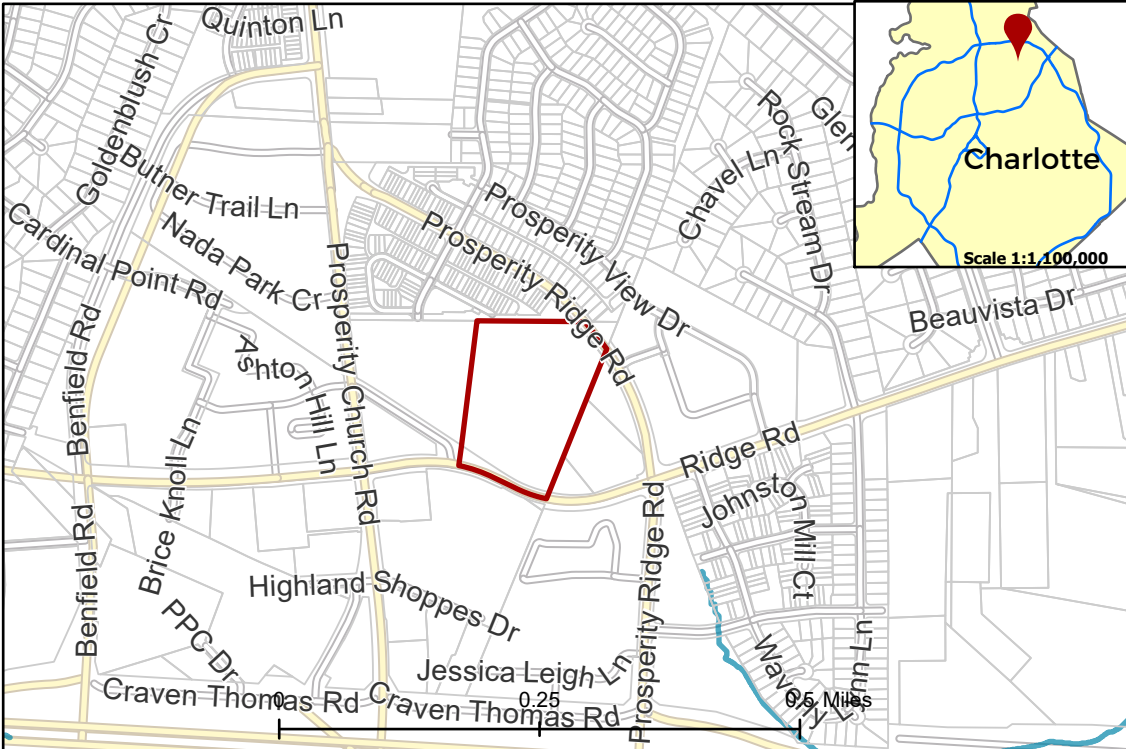 Quinton Ln
Goldenblush Cr
Butner Trail Ln
Nada Park Cr
Cardinal Point Rd
Prosperity Church Rd
Prosperity Ridge Rd
Prosperity View Dr
Chavel Ln
Rock Stream Dr
Glen
Charlotte
Scale 1:1,100,000
Beauvista Dr
Benfield Rd
Ashton Hill Ln
Brice Knoll Ln
Ridge Rd
Johnston Mill Ct
Benfield Rd
Highland Shoppes Dr
Prosperity Ridge Rd
PPC Dr
Jessica Leigh Ln
Craven Thomas Rd
Craven Thomas Rd
0
0.25
0.5 Miles